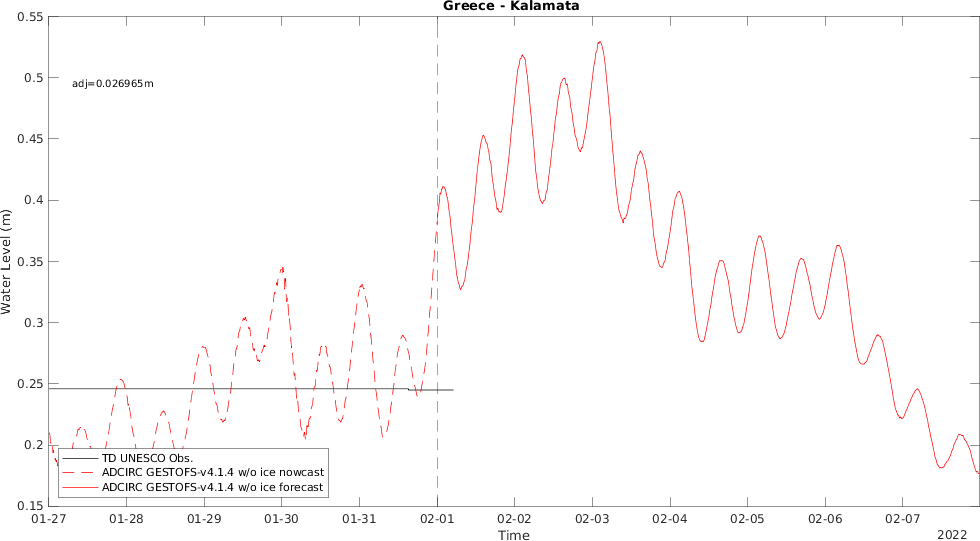 Greece - Kalamata
0.55
0.5
0.45
0.4
0.35
0.3
0.25
0.2
0.15
Water Level (m)
adj=0.026965m
TD UNESCO Obs.
ADCIRC GESTOFS-v4.1.4 w/o ice nowcast
ADCIRC GESTOFS-v4.1.4 w/o ice forecast
01-27 01-28 01-29 01-30 01-31 02-01 02-02 02-03 02-04 02-05 02-06 02-07
Time
2022